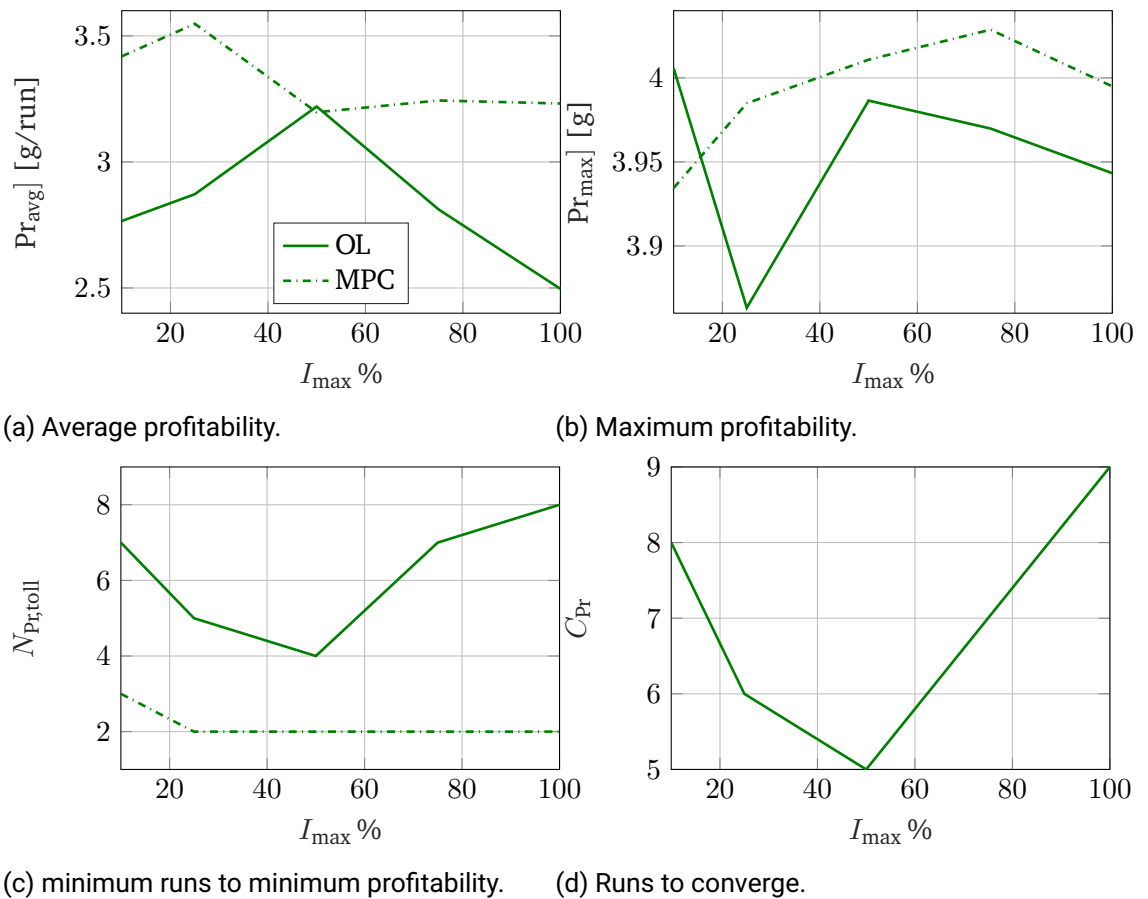 3.5
3
2.5
Pr_avg] [g/run]
OL
MPC
20 40 60 80 100
I_max %
(a) Average profitability.
4
3.95
3.9
Pr_max] [g]
20 40 60 80 100
I_max %
(b) Maximum profitability.
8
6
4
2
N_Pr,toll
20 40 60 80 100
I_max %
(c) minimum runs to minimum profitability.
9
8
7
6
5
C_Pr
20 40 60 80 100
I_max %
(d) Runs to converge.